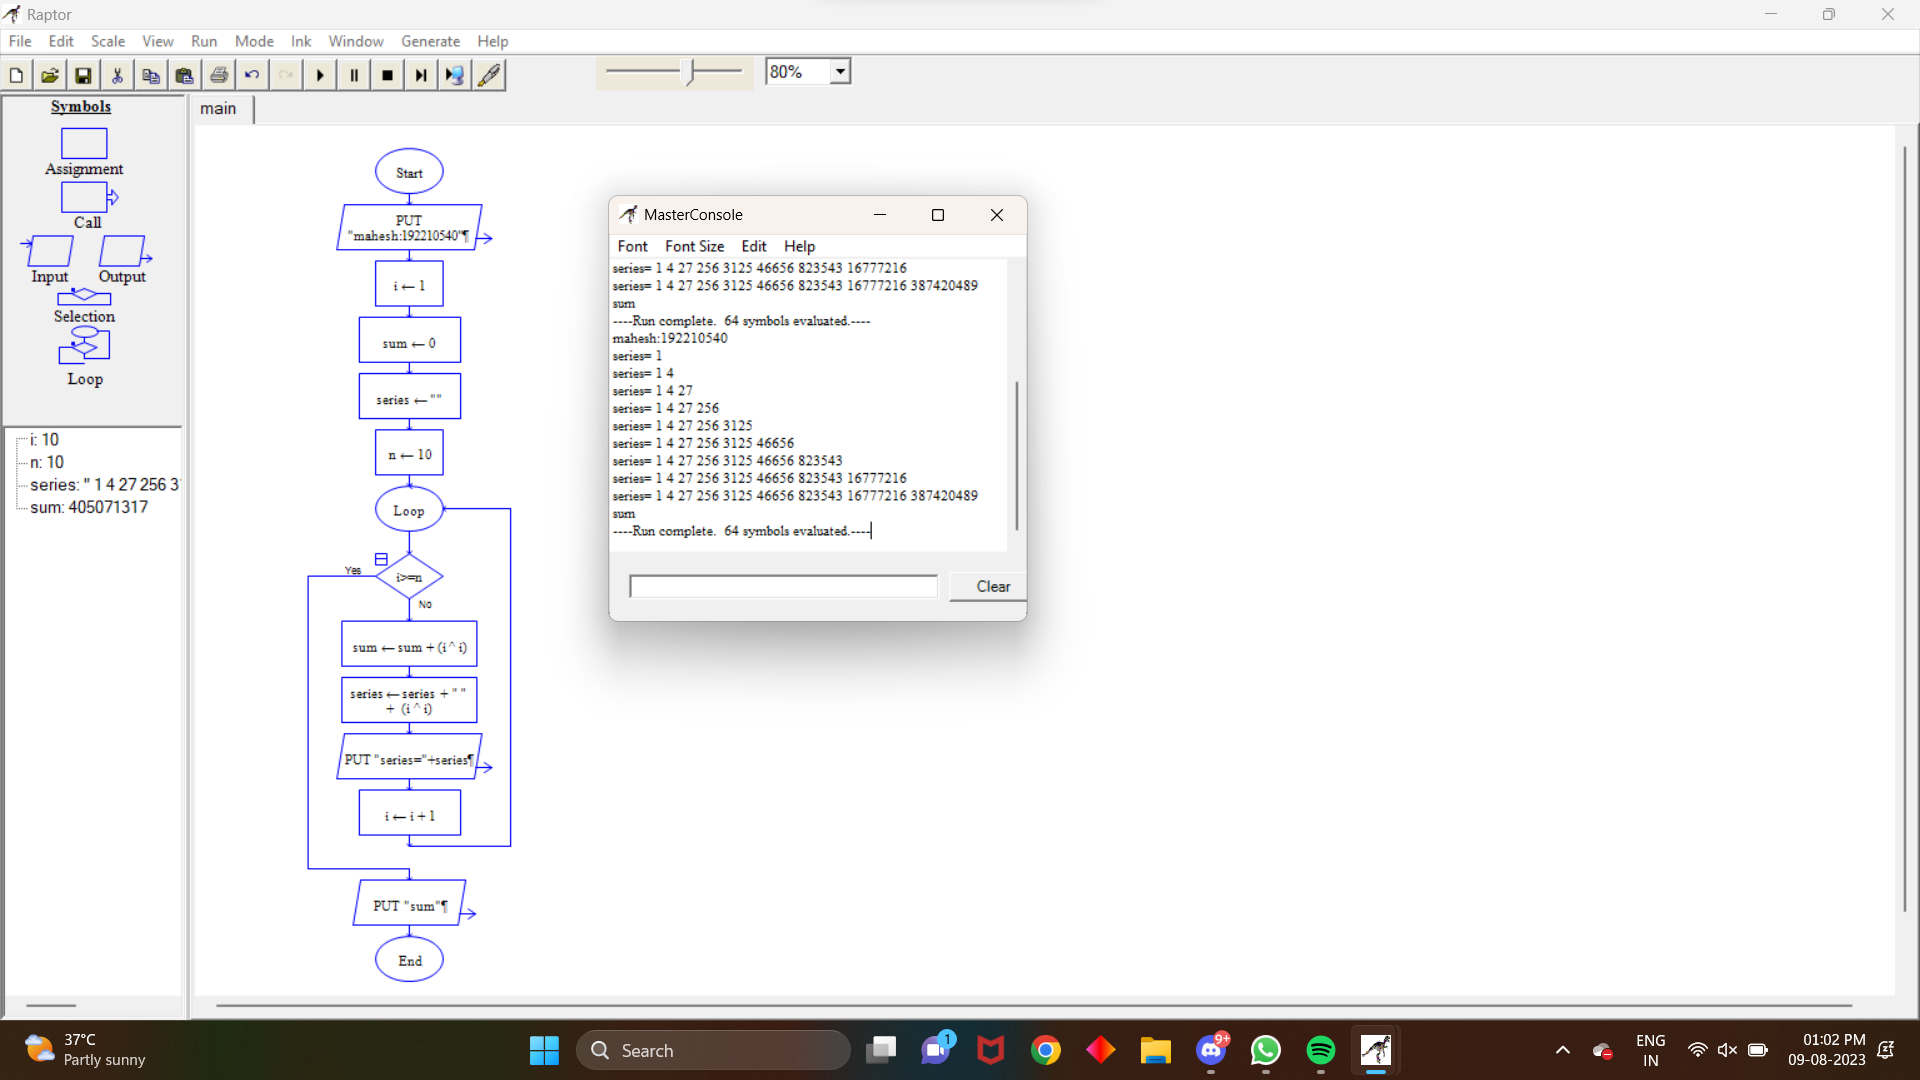 Raptor
File Edit Scale View Run Mode Ink Window Generate Help
80%
Symbols
Assignment
Call
Input Output
Selection
Loop
i: 10
n: 10
series: " 1 4 27 256 3
sum: 405071317
main
Start
PUT
"mahesh:192210540"¶
i ← 1
sum ← 0
series ← ""
n ← 10
Loop
Yes
i>=n
No
sum ← sum + (i ^ i)
series ← series + " "
+ (i ^ i)
PUT "series="+series¶
i ← i + 1
PUT "sum"¶
End
MasterConsole
Font Font Size Edit Help
series= 1 4 27 256 3125 46656 823543 16777216
series= 1 4 27 256 3125 46656 823543 16777216 387420489
sum
----Run complete.  64 symbols evaluated.----
mahesh:192210540
series= 1
series= 1 4
series= 1 4 27
series= 1 4 27 256
series= 1 4 27 256 3125
series= 1 4 27 256 3125 46656
series= 1 4 27 256 3125 46656 823543
series= 1 4 27 256 3125 46656 823543 16777216
series= 1 4 27 256 3125 46656 823543 16777216 387420489
sum
----Run complete.  64 symbols evaluated.----
Clear
37°C
Partly sunny
Search
1
9+
ENG
IN
01:02 PM
09-08-2023